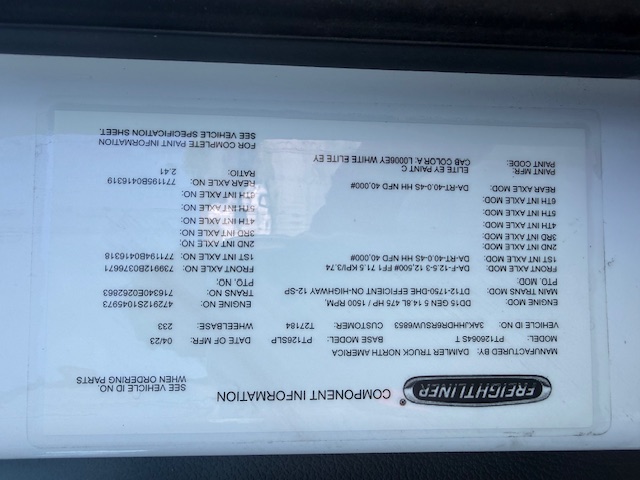 FREIGHTLINER® COMPONENT INFORMATION SEE VEHICLE ID NO.
WHEN ORDERING PARTS
MANUFACTURED BY: DAIMLER TRUCK NORTH AMERICA
MODEL: PT126064S T BASE MODEL: PT126SLP DATE OF MFR: 04/23
VEHICLE ID NO: CUSTOMER: T27184 WHEELBASE: 233
ENGINE MOD: DD15 GEN 5 14.8L 475 HP / 1500 RPM, ENGINE NO: 472912S1045973
MAIN TRANS MOD: DT12-1750-DHE EFFICIENT ON-HIGHWAY 12-SP TRANS NO: 716340E0262863
PTO. MOD: PTO. NO:
FRONT AXLE MOD: DA-F-12.5-3 12,500# FF1 71.5 KPI/3.74 FRONT AXLE NO: 739912B0376671
1ST INT AXLE MOD: DA-RT-40.0-4S HH NFD 40,000# 1ST INT AXLE NO: 771194B0416318
2ND INT AXLE MOD: 2ND INT AXLE NO:
3RD INT AXLE MOD: 3RD INT AXLE NO:
4TH INT AXLE MOD: 4TH INT AXLE NO:
5TH INT AXLE MOD: 5TH INT AXLE NO:
6TH INT AXLE MOD: 6TH INT AXLE NO:
REAR AXLE MOD: DA-RT-40.0-4S HH NFD 40,000# REAR AXLE NO: 771195B0416319
RATIO: 2.41
PAINT MFR: ELITE EY PAINT C
PAINT CODE: CAB COLOR A: L0006EY WHITE ELITE EY FOR COMPLETE PAINT INFORMATION
SEE VEHICLE SPECIFICATION SHEET.